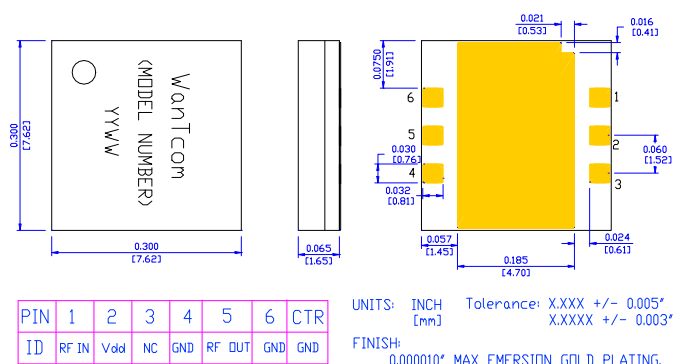 0.021
[0.53]
0.016
[0.41]
0.0750
[1.91]
WanTcom
(MODEL NUMBER)
YYWW
0.300
[7.62]
0.300
[7.62]
0.065
[1.65]
6
5
4
1
2
3
0.030
[0.76]
0.032
[0.81]
0.060
[1.52]
0.057
[1.45]
0.024
[0.61]
0.185
[4.70]
PIN 1 2 3 4 5 6 CTR
ID RF IN Vdd NC GND RF OUT GND GND
UNITS: INCH
[mm]
Tolerance: X.XXX +/- 0.005"
X.XXXX +/- 0.003"
FINISH:
0.000010" MAX EMERSION GOLD PLATING.